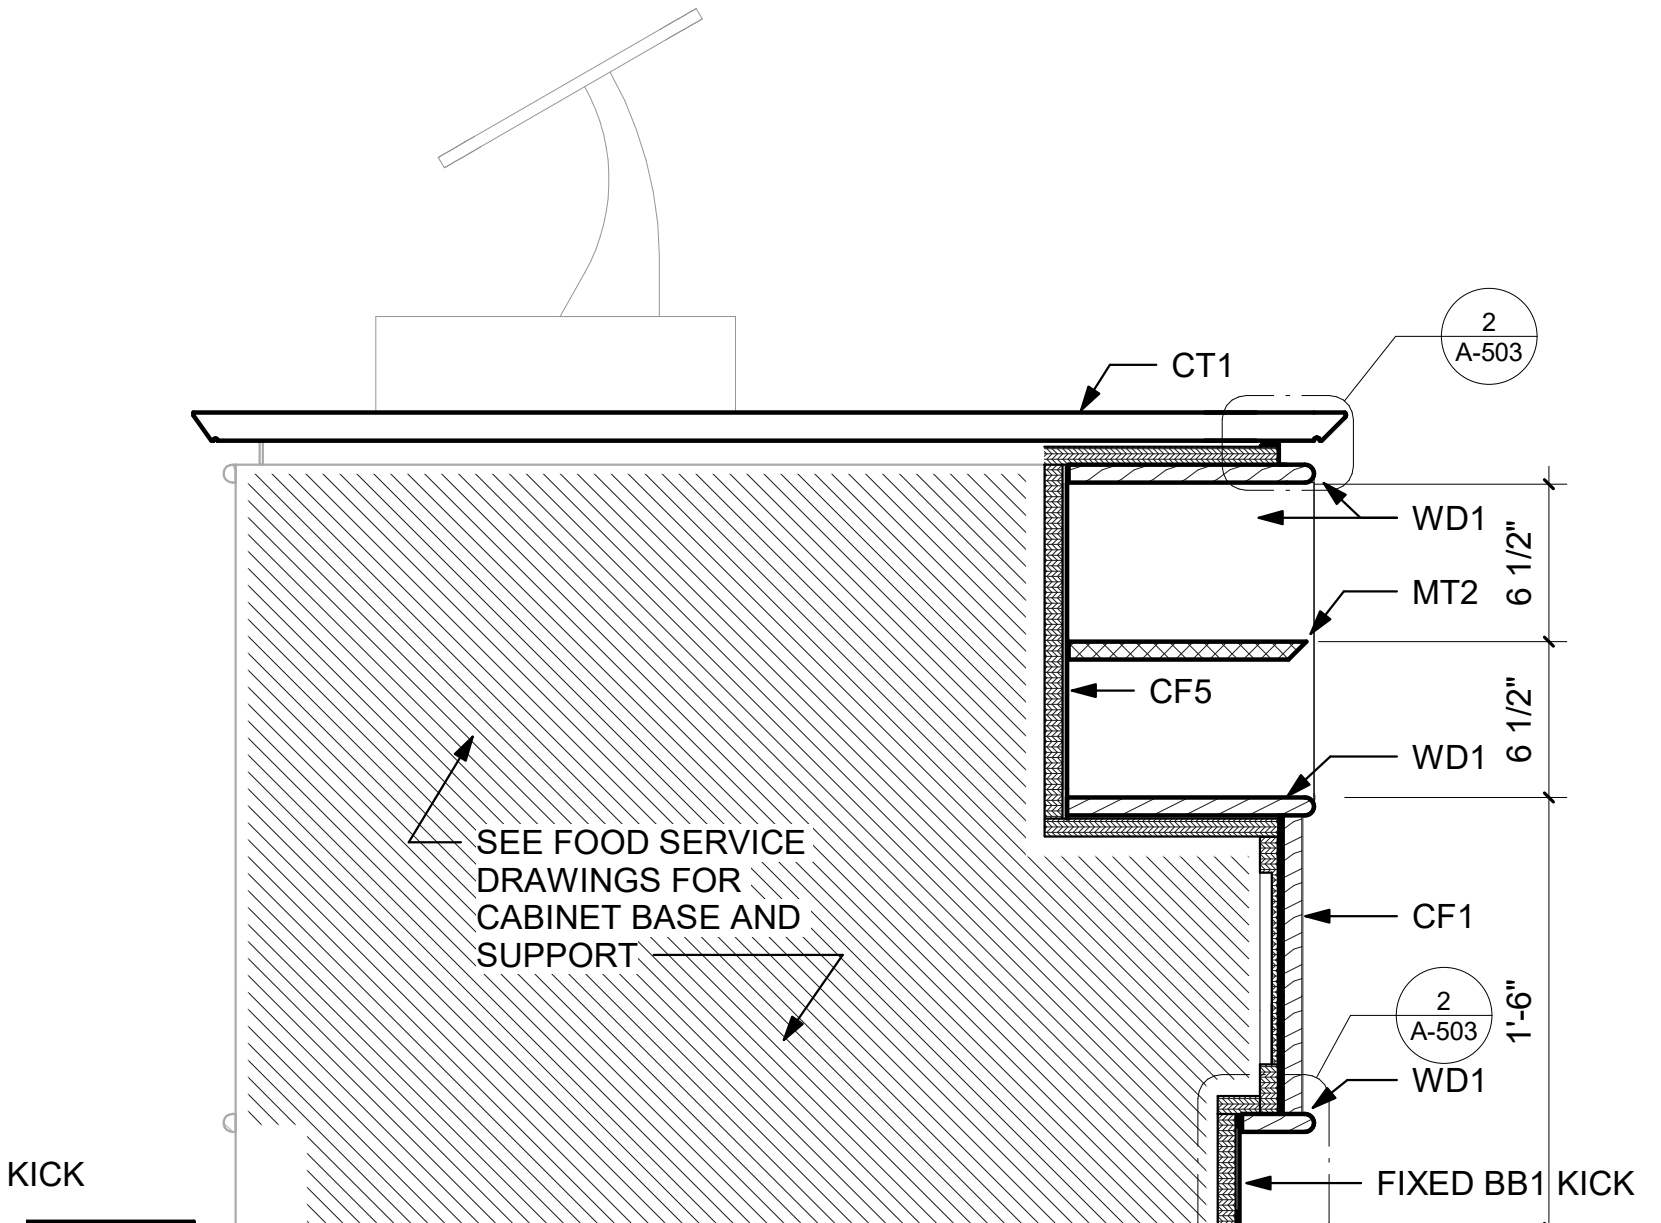 2
A-503
CT1
WD1
6 1/2"
MT2
CF5
6 1/2"
WD1
SEE FOOD SERVICE
DRAWINGS FOR
CABINET BASE AND
SUPPORT
CF1
2
A-503
1'-6"
WD1
KICK
FIXED BB1 KICK